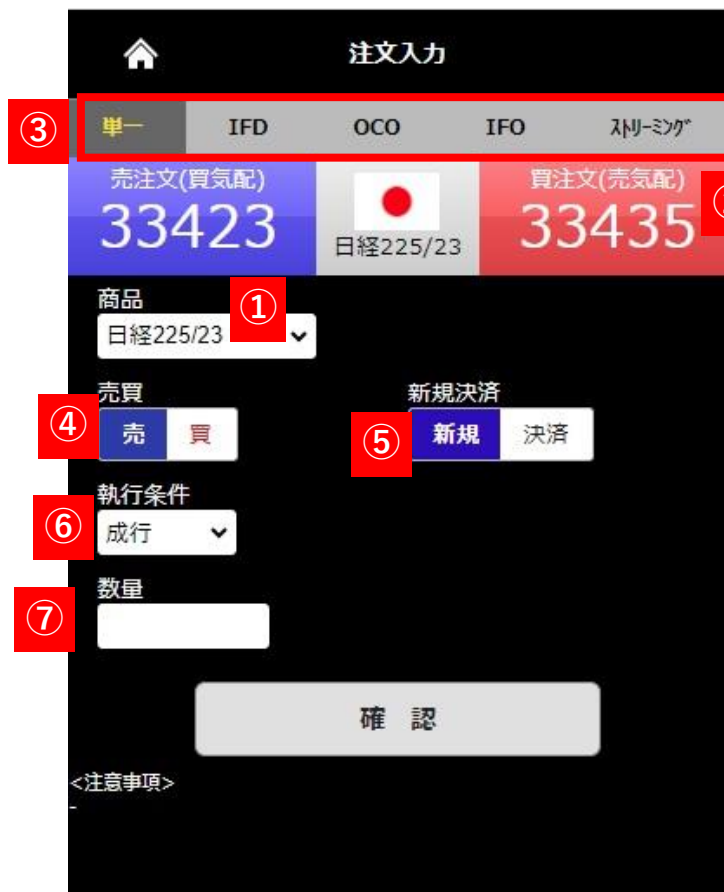 注文入力
③
単一 IFD OCO IFO ｽﾄﾘｰﾐﾝｸﾞ
売注文(買気配) 買注文(売気配)
33423 日経225/23 33435
商品 ①
日経225/23
売買 新規決済
④ 売 買 ⑤ 新規 決済
執行条件
⑥ 成行
数量
⑦
確 認
<注意事項>
-